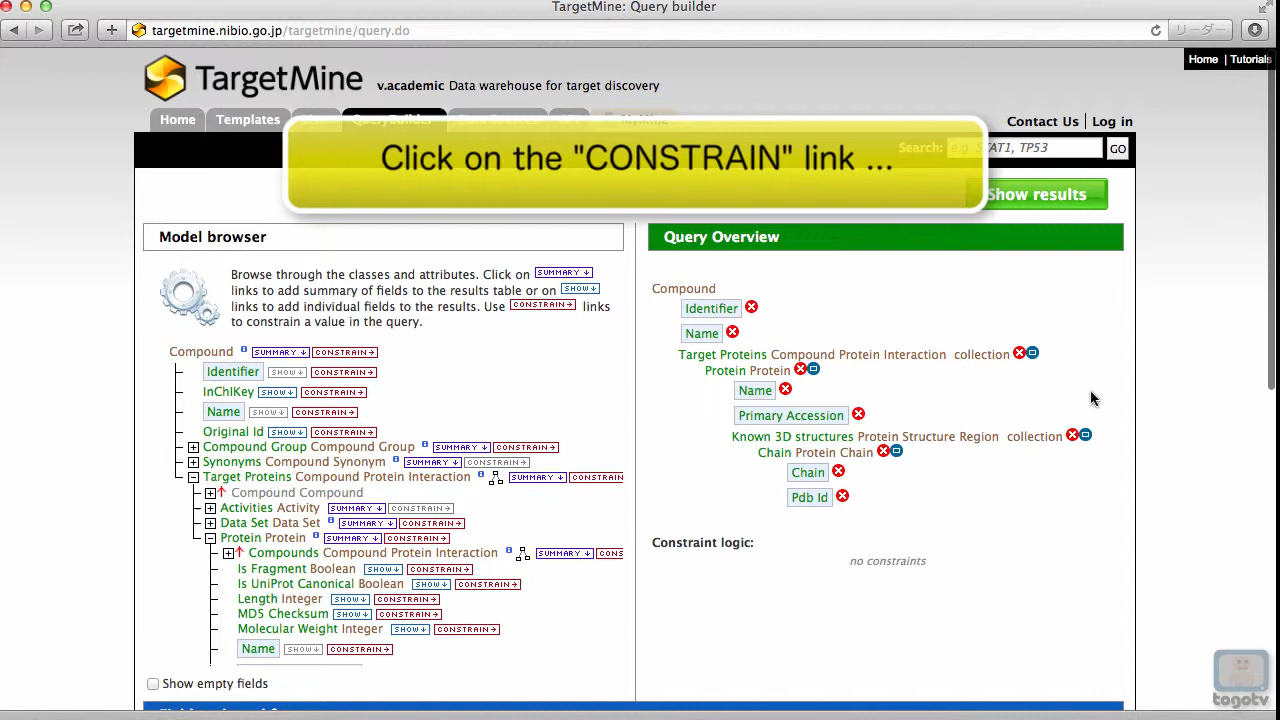 TargetMine: Query builder
targetmine.nibio.go.jp/targetmine/query.do
リーダー
Home | Tutorials
TargetMine v.academic Data warehouse for target discovery
Home Templates QueryBuilder
Contact Us | Log in
Click on the "CONSTRAIN" link ...
Search: e.g. STAT1, TP53 GO
Show results
Model browser
Browse through the classes and attributes. Click on SUMMARY↓
links to add summary of fields to the results table or on SHOW↓
links to add individual fields to the results. Use CONSTRAIN→ links
to constrain a value in the query.
Compound SUMMARY↓ CONSTRAIN→
Identifier SHOW↓ CONSTRAIN→
InChIKey SHOW↓ CONSTRAIN→
Name SHOW↓ CONSTRAIN→
Original Id SHOW↓ CONSTRAIN→
Compound Group Compound Group SUMMARY↓ CONSTRAIN→
Synonyms Compound Synonym SUMMARY↓ CONSTRAIN→
Target Proteins Compound Protein Interaction SUMMARY↓ CONSTRAIN
Compound Compound
Activities Activity SUMMARY↓ CONSTRAIN→
Data Set Data Set SUMMARY↓ CONSTRAIN→
Protein Protein SUMMARY↓ CONSTRAIN→
Compounds Compound Protein Interaction SUMMARY↓ CONS
Is Fragment Boolean SHOW↓ CONSTRAIN→
Is UniProt Canonical Boolean SHOW↓ CONSTRAIN→
Length Integer SHOW↓ CONSTRAIN→
MD5 Checksum SHOW↓ CONSTRAIN→
Molecular Weight Integer SHOW↓ CONSTRAIN→
Name SHOW↓ CONSTRAIN→
Show empty fields
Query Overview
Compound
Identifier
Name
Target Proteins Compound Protein Interaction collection
Protein Protein
Name
Primary Accession
Known 3D structures Protein Structure Region collection
Chain Protein Chain
Chain
Pdb Id
Constraint logic:
no constraints
togotv